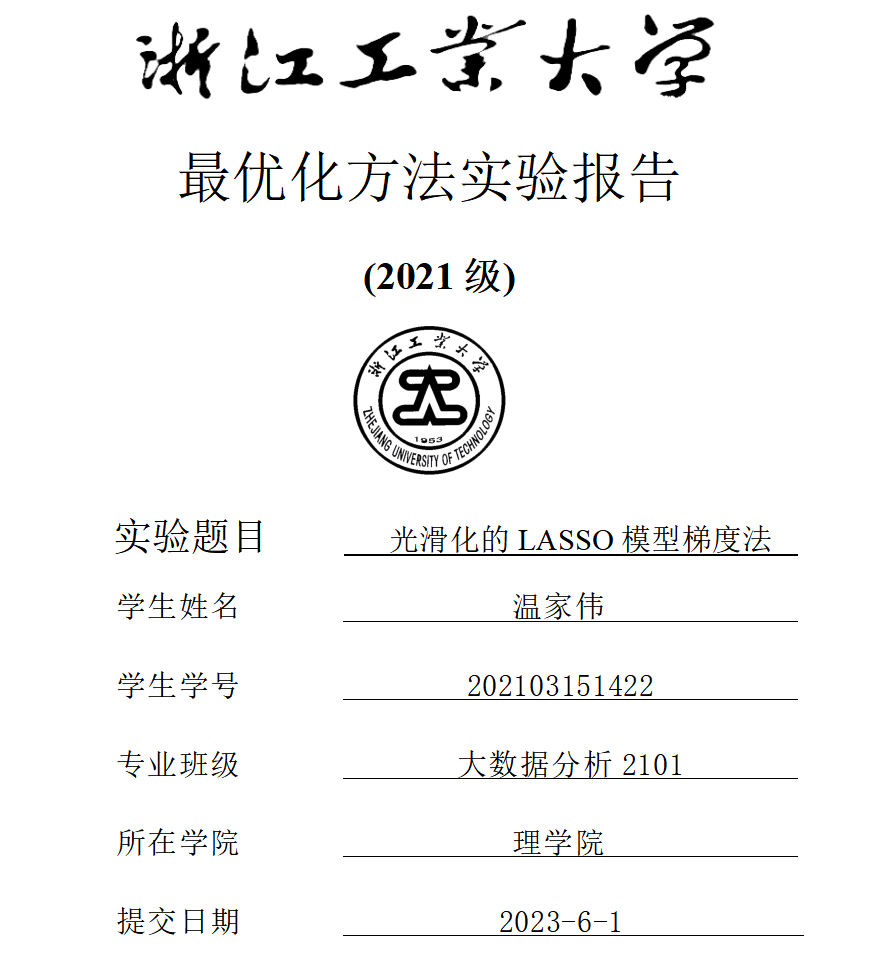 浙江工业大学
最优化方法实验报告
(2021 级)
浙江工业大学
ZHEJIANG UNIVERSITY OF TECHNOLOGY
1953
实验题目 光滑化的 LASSO 模型梯度法
学生姓名 温家伟
学生学号 202103151422
专业班级 大数据分析 2101
所在学院 理学院
提交日期 2023-6-1